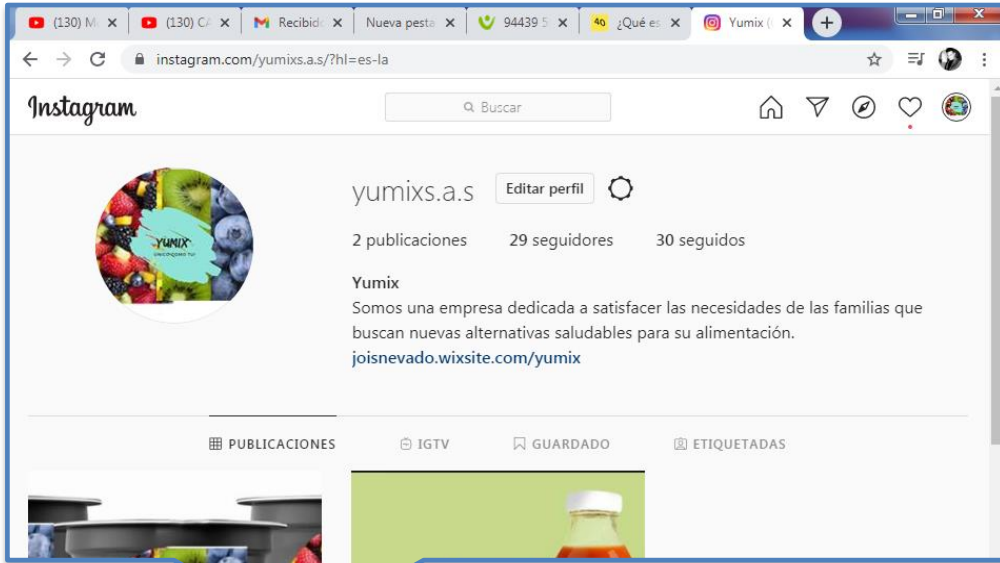 (130) M
(130) CA
Recibid
Nueva pesta
94439 5
40 ¿Qué es
Yumix (
instagram.com/yumixs.a.s/?hl=es-la
Instagram
Buscar
YUMIX
yumixs.a.s Editar perfil
2 publicaciones 29 seguidores 30 seguidos
Yumix
Somos una empresa dedicada a satisfacer las necesidades de las familias que
buscan nuevas alternativas saludables para su alimentación.
joisnevado.wixsite.com/yumix
PUBLICACIONES IGTV GUARDADO ETIQUETADAS